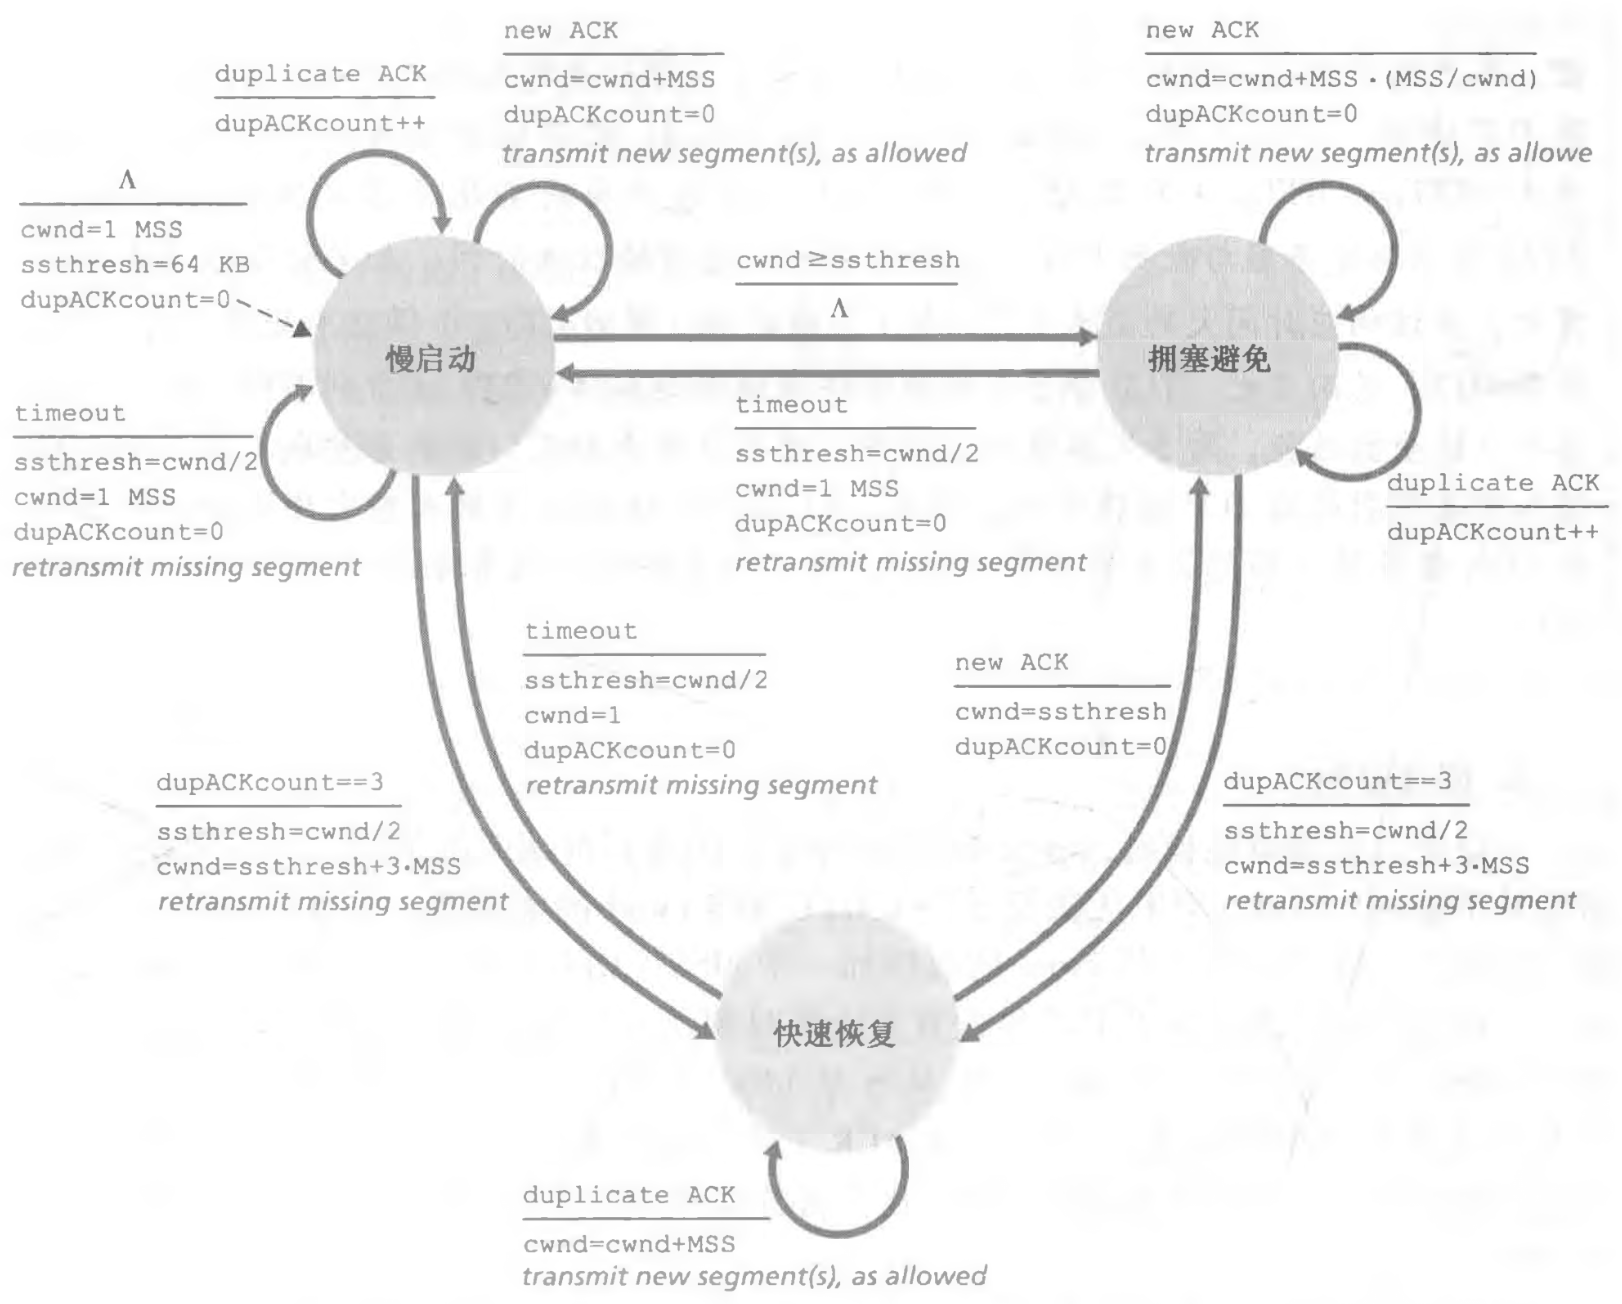 new ACK
cwnd=cwnd+MSS
dupACKcount=0
transmit new segment(s), as allowed
new ACK
cwnd=cwnd+MSS·(MSS/cwnd)
dupACKcount=0
transmit new segment(s), as allowe
duplicate ACK
dupACKcount++
Λ
cwnd=1 MSS
ssthresh=64 KB
dupACKcount=0
cwnd≥ssthresh
Λ
慢启动
拥塞避免
timeout
ssthresh=cwnd/2
cwnd=1 MSS
dupACKcount=0
retransmit missing segment
timeout
ssthresh=cwnd/2
cwnd=1 MSS
dupACKcount=0
retransmit missing segment
duplicate ACK
dupACKcount++
timeout
ssthresh=cwnd/2
cwnd=1
dupACKcount=0
retransmit missing segment
new ACK
cwnd=ssthresh
dupACKcount=0
dupACKcount==3
ssthresh=cwnd/2
cwnd=ssthresh+3·MSS
retransmit missing segment
dupACKcount==3
ssthresh=cwnd/2
cwnd=ssthresh+3·MSS
retransmit missing segment
快速恢复
duplicate ACK
cwnd=cwnd+MSS
transmit new segment(s), as allowed